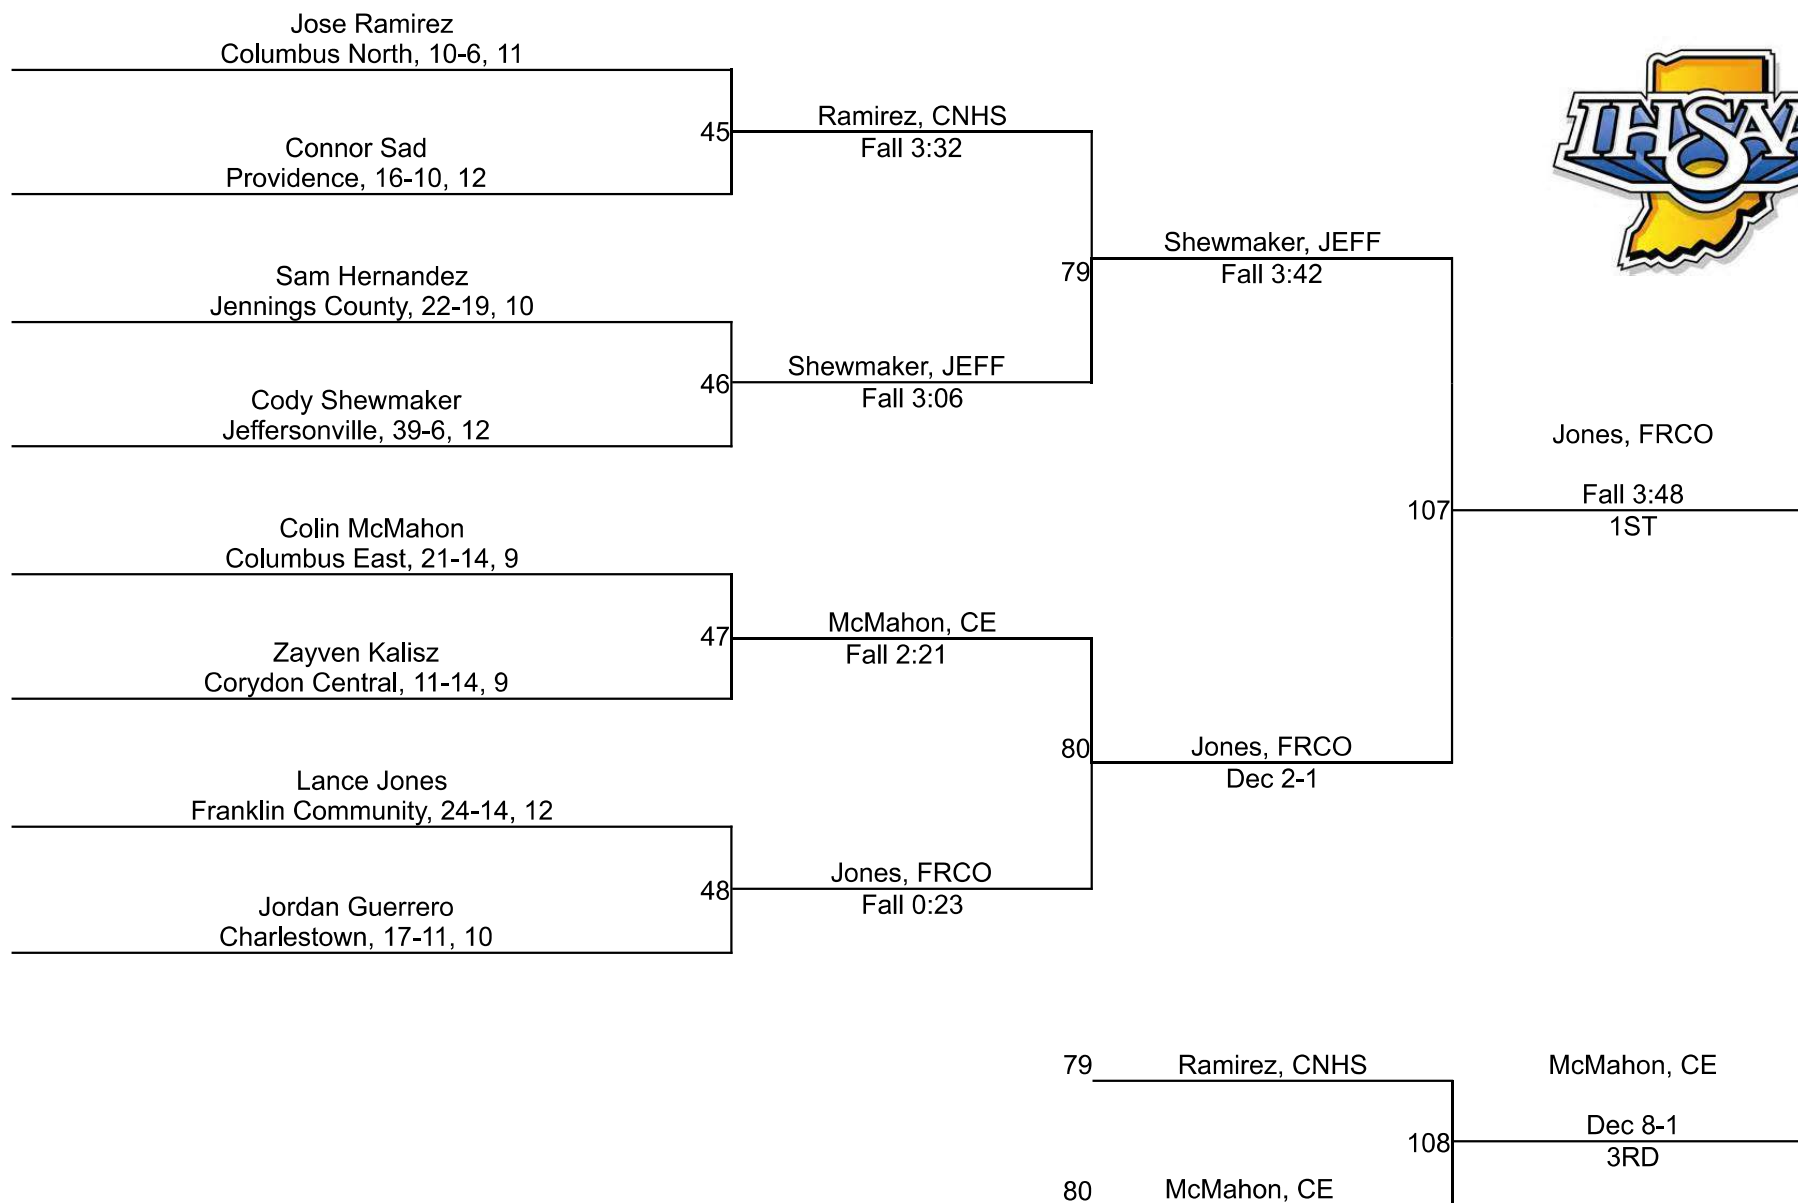 Jose Ramirez
Columbus North, 10-6, 11
Connor Sad
Providence, 16-10, 12
45
Ramirez, CNHS
Fall 3:32
Sam Hernandez
Jennings County, 22-19, 10
Cody Shewmaker
Jeffersonville, 39-6, 12
46
Shewmaker, JEFF
Fall 3:06
79
Shewmaker, JEFF
Fall 3:42
Colin McMahon
Columbus East, 21-14, 9
Zayven Kalisz
Corydon Central, 11-14, 9
47
McMahon, CE
Fall 2:21
Lance Jones
Franklin Community, 24-14, 12
Jordan Guerrero
Charlestown, 17-11, 10
48
Jones, FRCO
Fall 0:23
80
Jones, FRCO
Dec 2-1
107
Jones, FRCO
Fall 3:48
1ST
IHSAA
79
Ramirez, CNHS
80
McMahon, CE
108
McMahon, CE
Dec 8-1
3RD